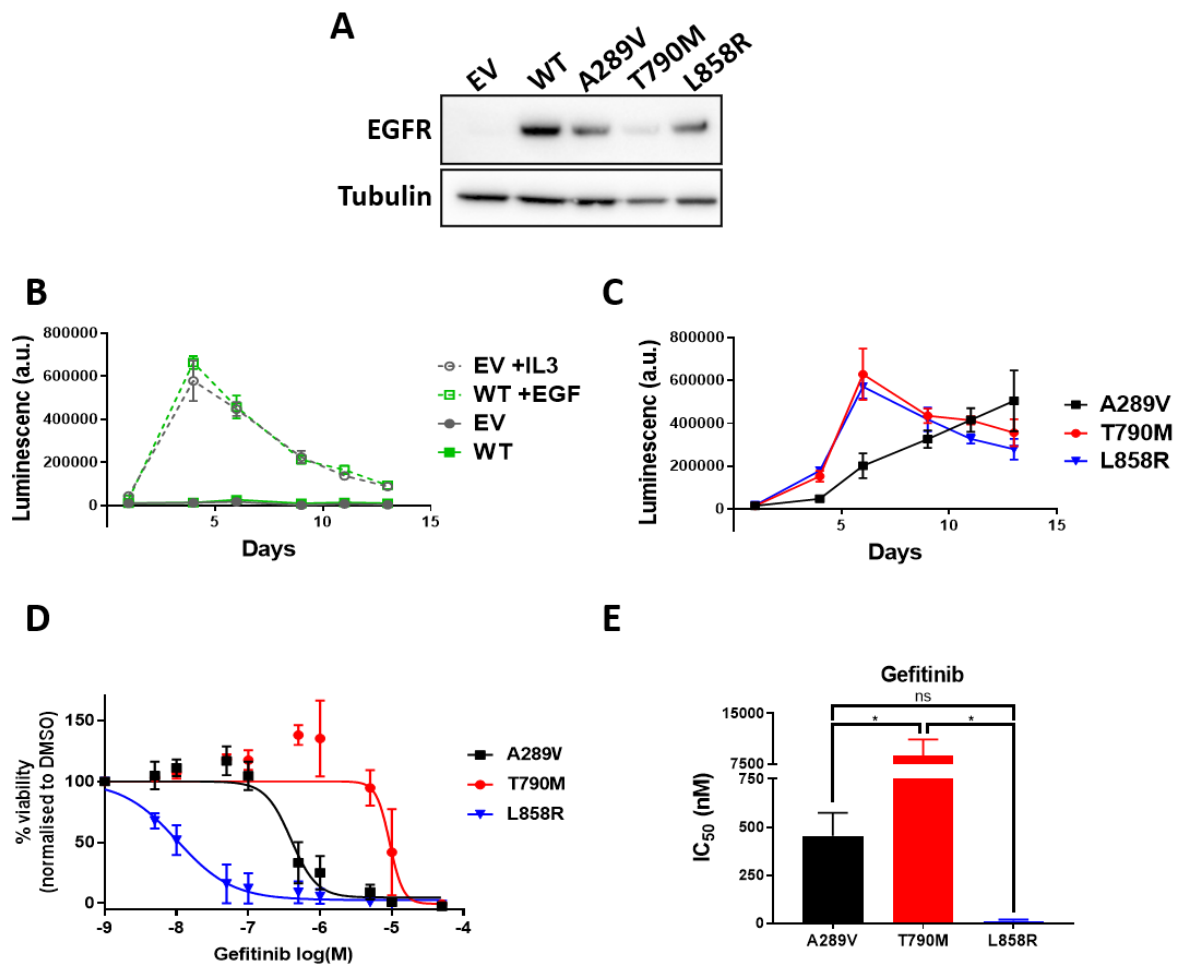 A
EV WT A289V T790M L858R
EGFR
Tubulin
B
Luminescenc (a.u.)
800000
600000
400000
200000
0
5 10 15
Days
EV +IL3
WT +EGF
EV
WT
C
Luminescenc (a.u.)
800000
600000
400000
200000
0
5 10 15
Days
A289V
T790M
L858R
D
% viability
(normalised to DMSO)
150
100
50
0
-9 -8 -7 -6 -5 -4
Gefitinib log(M)
A289V
T790M
L858R
E
Gefitinib
ns
* *
IC50 (nM)
15000
7500
750
500
250
0
A289V T790M L858R